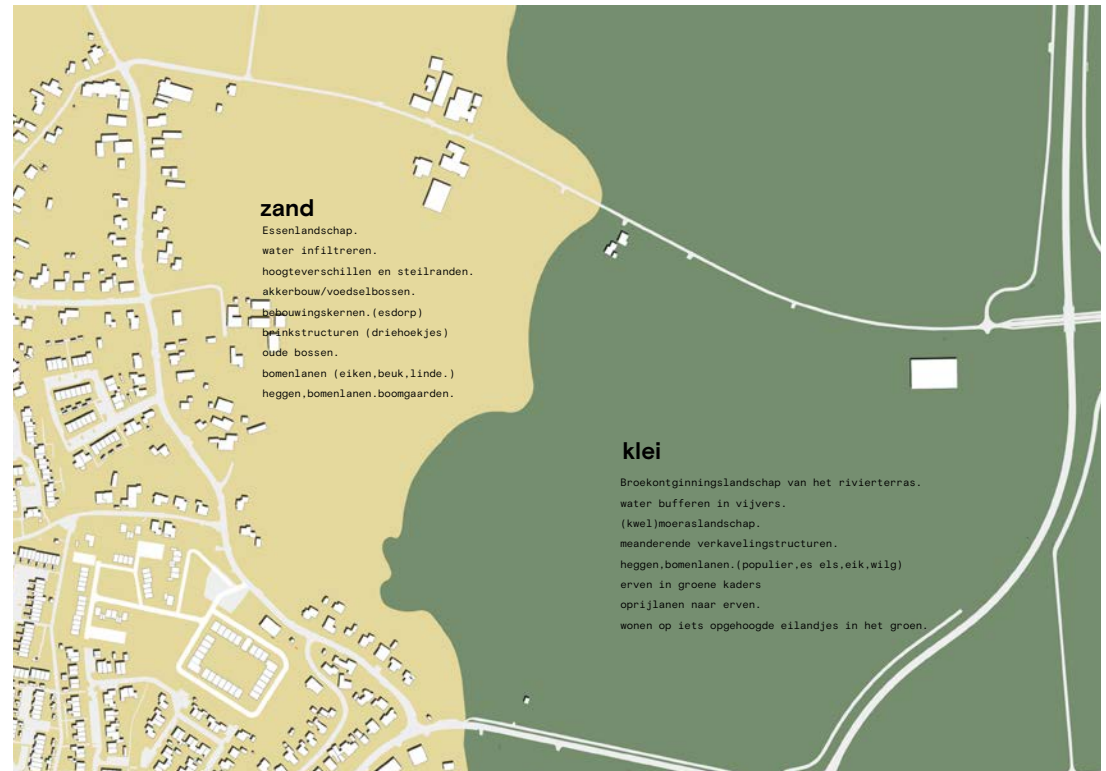 zand
Essenlandschap.
water infiltreren.
hoogteverschillen en steilranden.
akkerbouw/voedselbossen.
bebouwingskernen.(esdorp)
brinkstructuren (driehoekjes)
oude bossen.
bomenlanen (eiken,beuk,linde.)
heggen,bomenlanen.boomgaarden.
klei
Broekontginningslandschap van het rivierterras.
water bufferen in vijvers.
(kwel)moeraslandschap.
meanderende verkavelingstructuren.
heggen,bomenlanen.(populier,es els,eik,wilg)
erven in groene kaders
oprijlanen naar erven.
wonen op iets opgehoogde eilandjes in het groen.